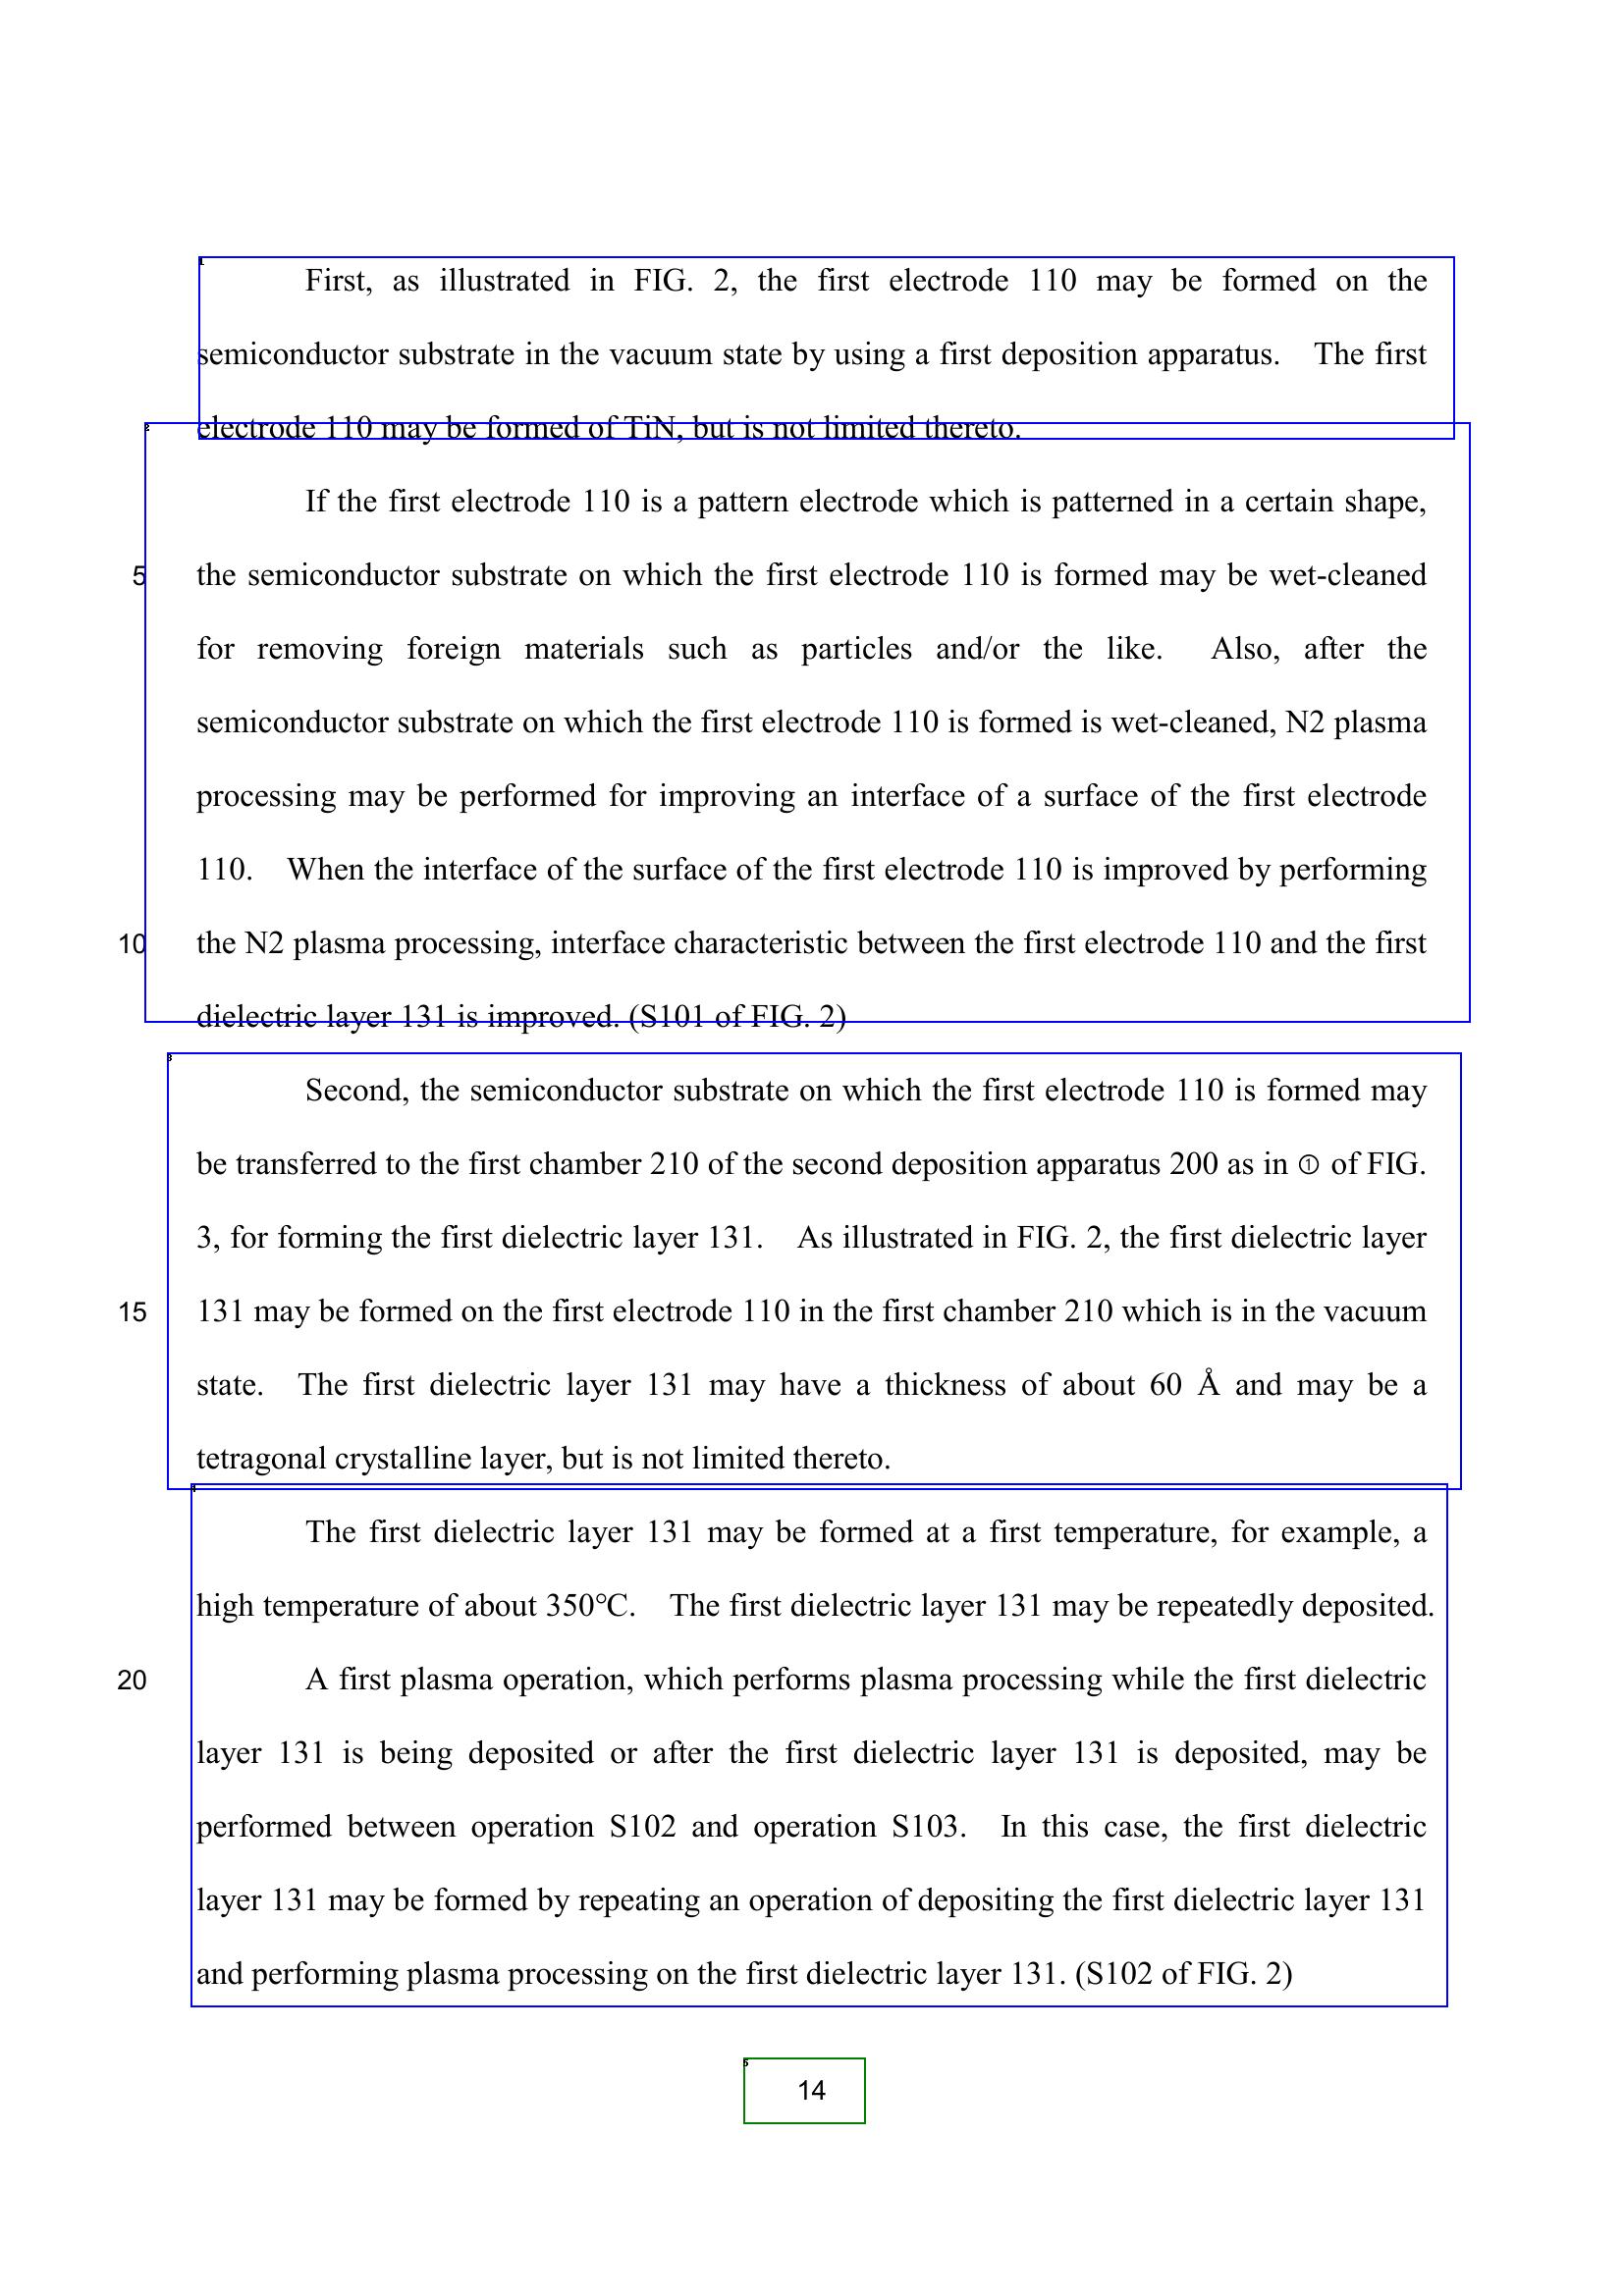 First, as illustrated in FIG. 2, the first electrode 110 may be formed on the
semiconductor substrate in the vacuum state by using a first deposition apparatus. The first
electrode 110 may be formed of TiN, but is not limited thereto.
If the first electrode 110 is a pattern electrode which is patterned in a certain shape,
5 the semiconductor substrate on which the first electrode 110 is formed may be wet-cleaned
for removing foreign materials such as particles and/or the like. Also, after the
semiconductor substrate on which the first electrode 110 is formed is wet-cleaned, N2 plasma
processing may be performed for improving an interface of a surface of the first electrode
110. When the interface of the surface of the first electrode 110 is improved by performing
10 the N2 plasma processing, interface characteristic between the first electrode 110 and the first
dielectric layer 131 is improved. (S101 of FIG. 2)
Second, the semiconductor substrate on which the first electrode 110 is formed may
be transferred to the first chamber 210 of the second deposition apparatus 200 as in ① of FIG.
3, for forming the first dielectric layer 131. As illustrated in FIG. 2, the first dielectric layer
15 131 may be formed on the first electrode 110 in the first chamber 210 which is in the vacuum
state. The first dielectric layer 131 may have a thickness of about 60 Å and may be a
tetragonal crystalline layer, but is not limited thereto.
The first dielectric layer 131 may be formed at a first temperature, for example, a
high temperature of about 350℃. The first dielectric layer 131 may be repeatedly deposited.
20 A first plasma operation, which performs plasma processing while the first dielectric
layer 131 is being deposited or after the first dielectric layer 131 is deposited, may be
performed between operation S102 and operation S103. In this case, the first dielectric
layer 131 may be formed by repeating an operation of depositing the first dielectric layer 131
and performing plasma processing on the first dielectric layer 131. (S102 of FIG. 2)
14